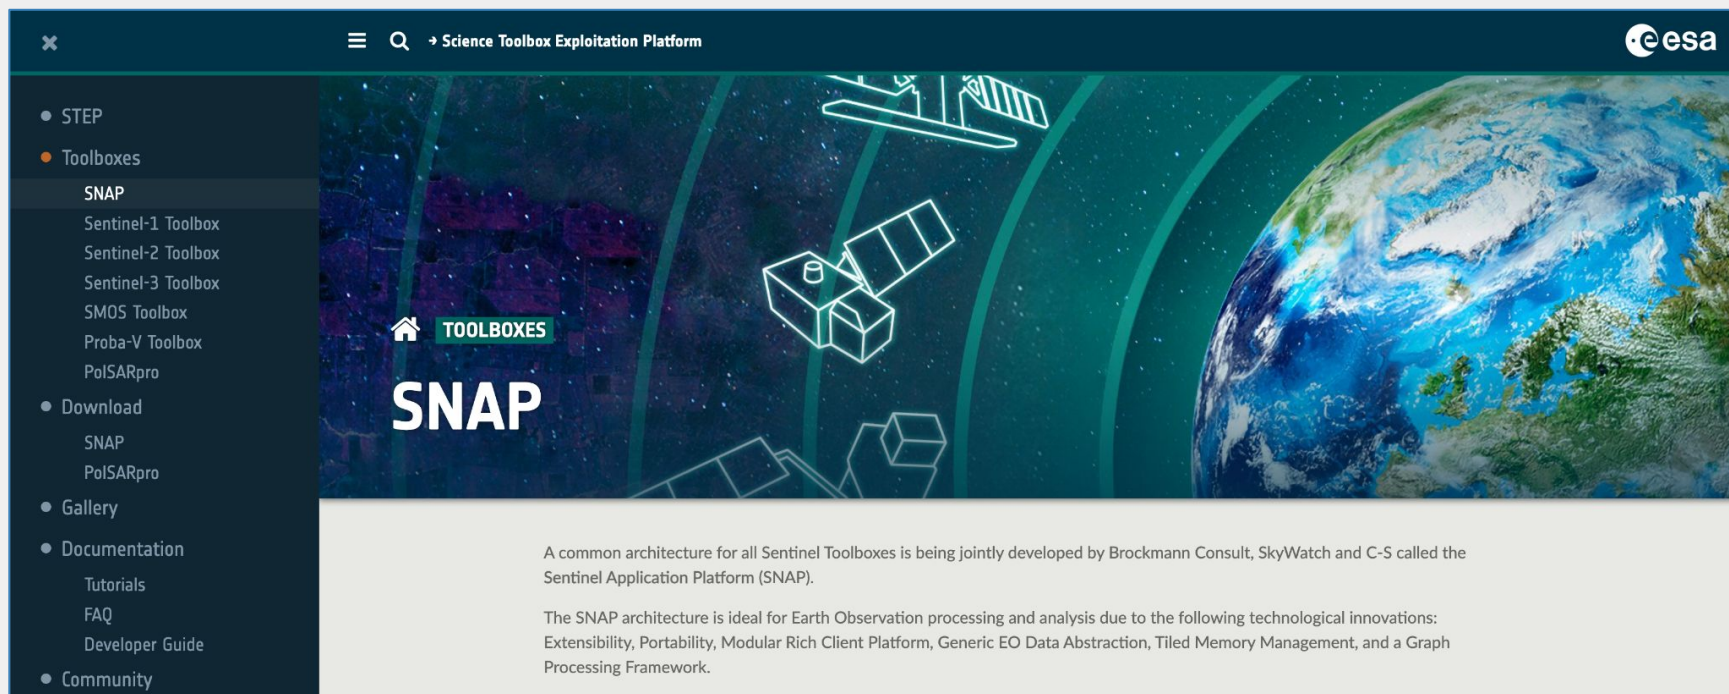 → Science Toolbox Exploitation Platform
esa
STEP
Toolboxes
SNAP
Sentinel-1 Toolbox
Sentinel-2 Toolbox
Sentinel-3 Toolbox
SMOS Toolbox
Proba-V Toolbox
PolSARpro
Download
SNAP
PolSARpro
Gallery
Documentation
Tutorials
FAQ
Developer Guide
Community
TOOLBOXES
SNAP
A common architecture for all Sentinel Toolboxes is being jointly developed by Brockmann Consult, SkyWatch and C-S called the
Sentinel Application Platform (SNAP).
The SNAP architecture is ideal for Earth Observation processing and analysis due to the following technological innovations:
Extensibility, Portability, Modular Rich Client Platform, Generic EO Data Abstraction, Tiled Memory Management, and a Graph
Processing Framework.